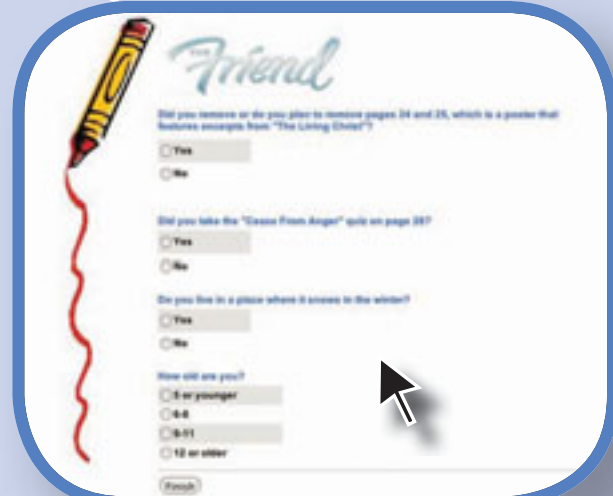 THE
Friend
Did you remove or do you plan to remove pages 24 and 25, which is a poster that
features excerpts from "The Living Christ"?
Yes
No
Did you take the "Cease From Anger" quiz on page 26?
Yes
No
Do you live in a place where it snows in the winter?
Yes
No
How old are you?
5 or younger
6-8
9-11
12 or older
Finish